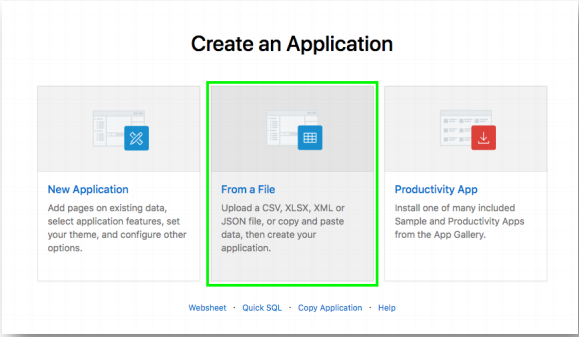 Create an Application
New Application
Add pages on existing data,
select application features, set
your theme, and configure other
options.
From a File
Upload a CSV, XLSX, XML or
JSON file, or copy and paste
data, then create your
application.
Productivity App
Install one of many included
Sample and Productivity Apps
from the App Gallery.
Websheet · Quick SQL · Copy Application · Help